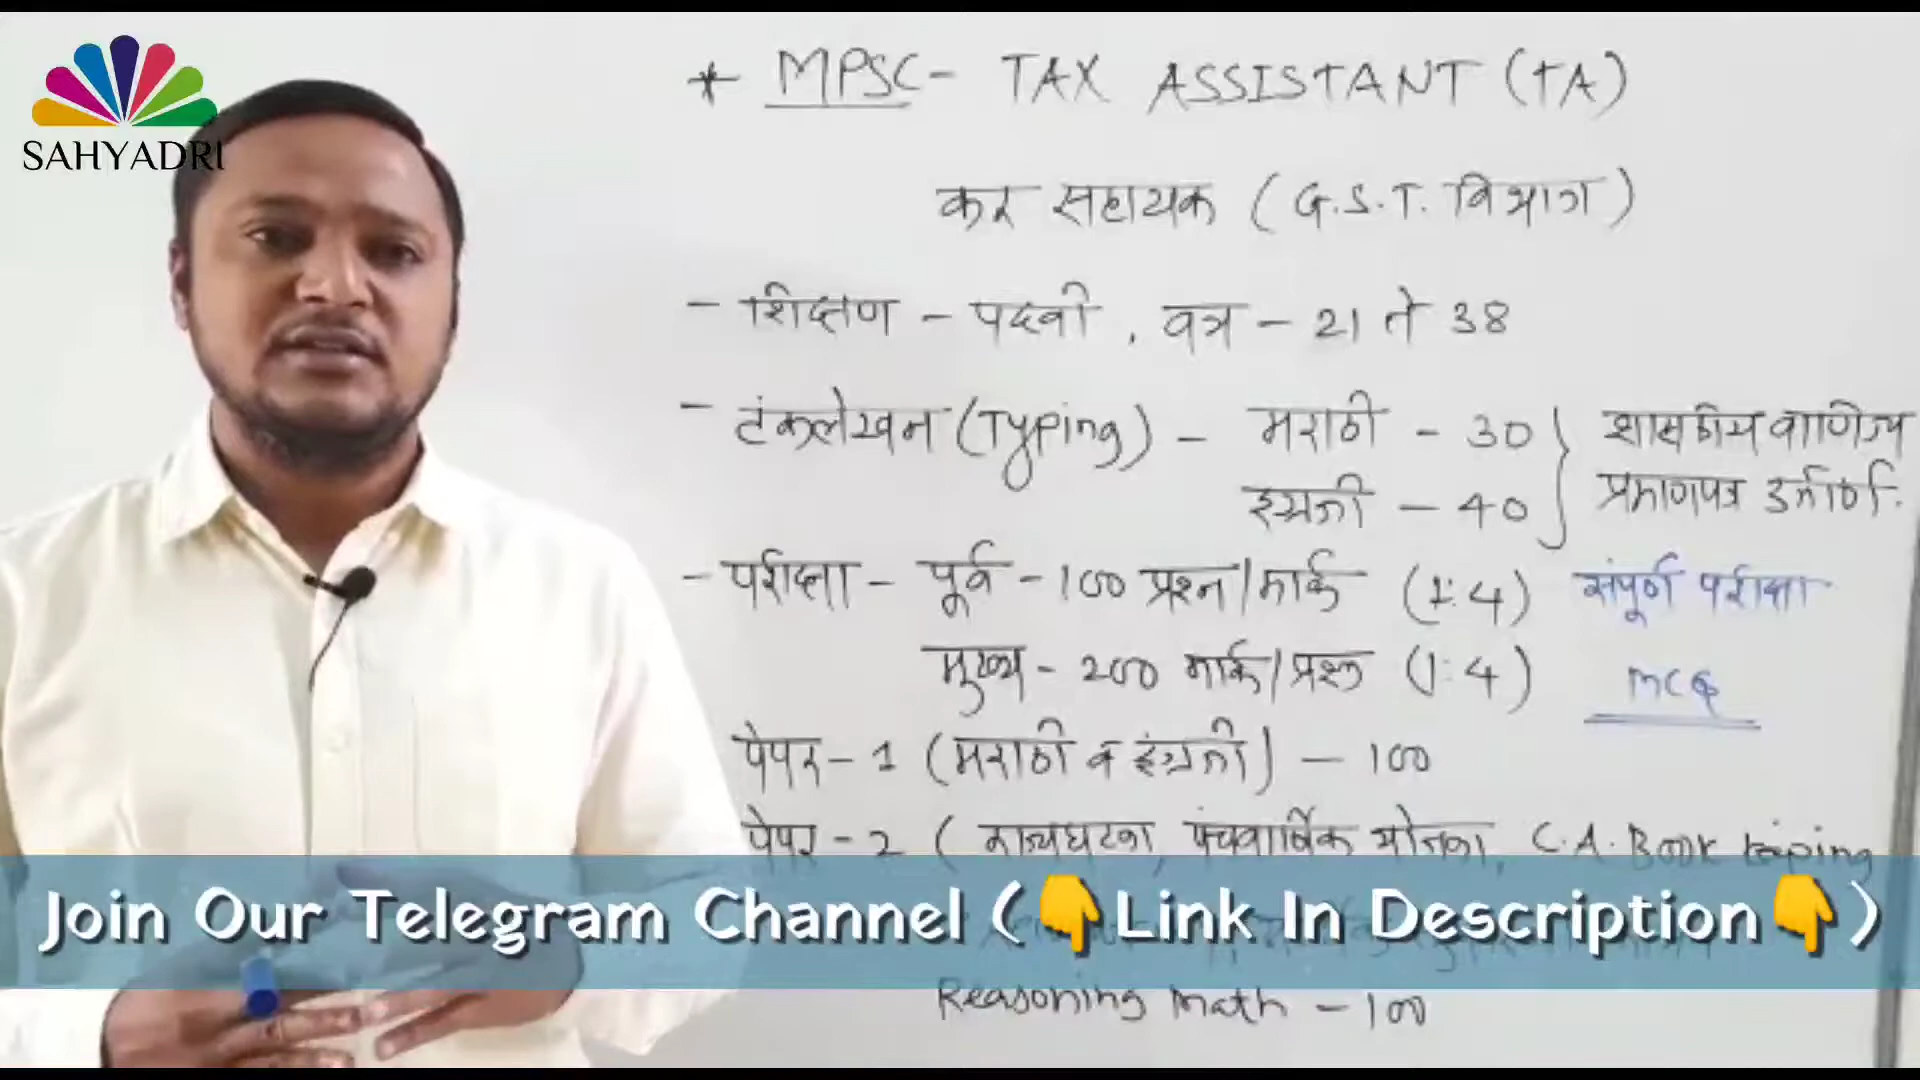 SAHYADRI
* MPSC - TAX ASSISTANT (TA)
कर सहायक (G.S.T. विभाग)
- शिक्षण - पदवी, वय - 21 ते 38
- टंकलेखन (Typing) - मराठी - 30
इंग्रजी - 40
शासकीय वाणिज्य
प्रमाणपत्र उत्तीर्ण.
- परीक्षा - पूर्व - 100 प्रश्न/मार्क (1:4)
मुख्य - 200 मार्क/प्रश्न (1:4)
संपूर्ण परीक्षा
MCQ
पेपर - 1 (मराठी व इंग्रजी) - 100
पेपर - 2 (राज्यघटना, पंचवार्षिक योजना, C.A. Book keeping
Join Our Telegram Channel (👇Link In Description👇)
Reasoning math - 100